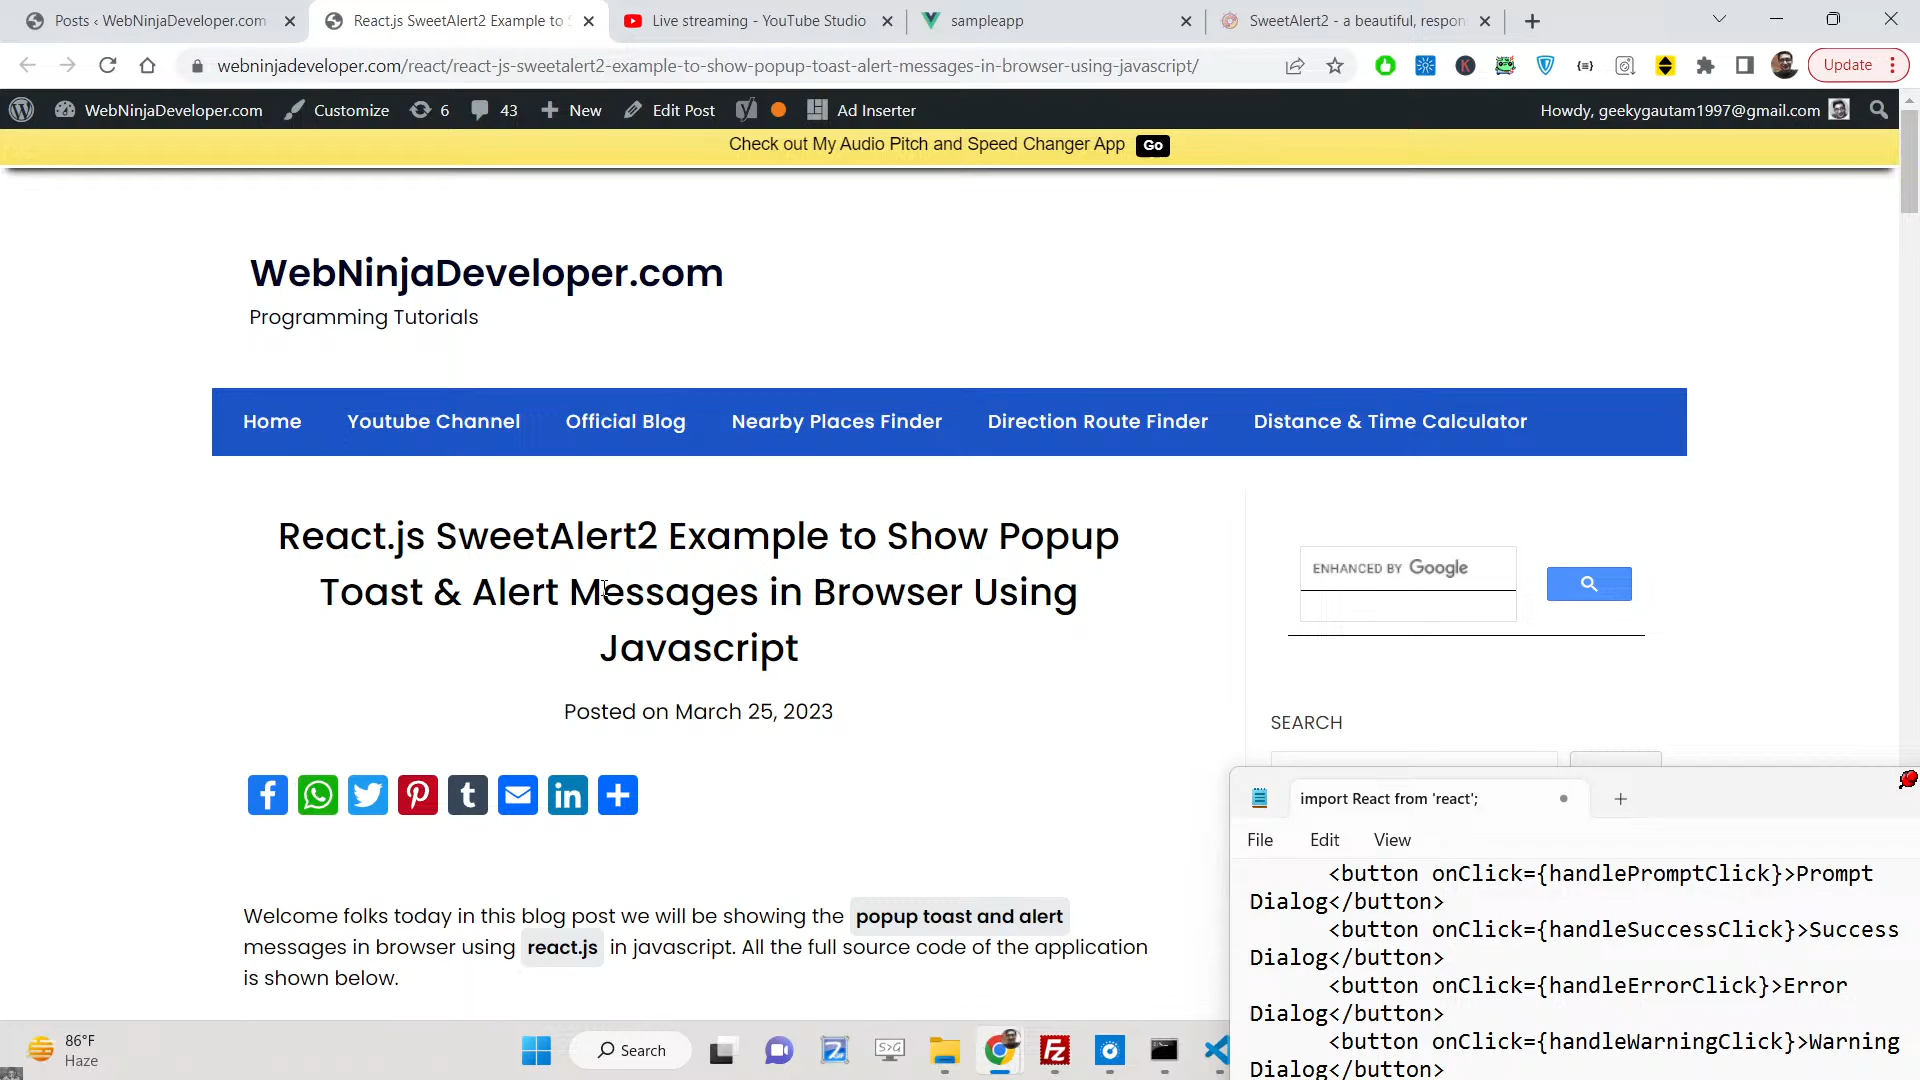 Posts ‹ WebNinjaDeveloper.com
React.js SweetAlert2 Example to S
Live streaming - YouTube Studio
sampleapp
SweetAlert2 - a beautiful, respon
webninjadeveloper.com/react/react-js-sweetalert2-example-to-show-popup-toast-alert-messages-in-browser-using-javascript/
Update
WebNinjaDeveloper.com
Customize
6
43
New
Edit Post
Ad Inserter
Howdy, geekygautam1997@gmail.com
Check out My Audio Pitch and Speed Changer App
Go
WebNinjaDeveloper.com
Programming Tutorials
Home
Youtube Channel
Official Blog
Nearby Places Finder
Direction Route Finder
Distance & Time Calculator
React.js SweetAlert2 Example to Show Popup
Toast & Alert Messages in Browser Using
Javascript
Posted on March 25, 2023
ENHANCED BY Google
SEARCH
Welcome folks today in this blog post we will be showing the popup toast and alert
messages in browser using react.js in javascript. All the full source code of the application
is shown below.
import React from 'react';
File
Edit
View
<button onClick={handlePromptClick}>Prompt
Dialog</button>
<button onClick={handleSuccessClick}>Success
Dialog</button>
<button onClick={handleErrorClick}>Error
Dialog</button>
<button onClick={handleWarningClick}>Warning
Dialog</button>
86°F
Haze
Search